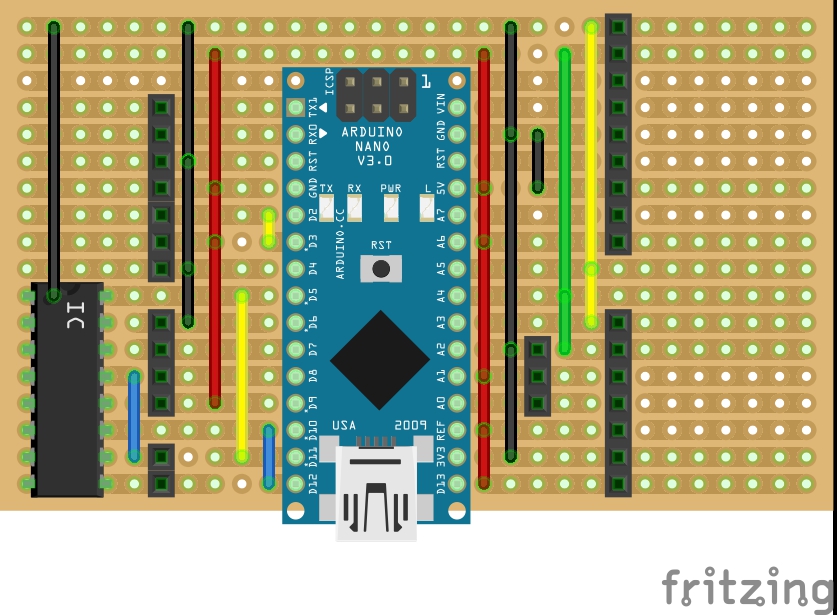 ICSP
1
TX1
RX0
RST
GND
D2
D3
D4
D5
D6
D7
D8
D9
D10
D11
D12
ARDUINO
NANO
V3.0
TX RX PWR L
ARDUINO.CC
RST
USA 2009
VIN
GND
RST
5V
A7
A6
A5
A4
A3
A2
A1
A0
REF
3V3
D13
IC
fritzing